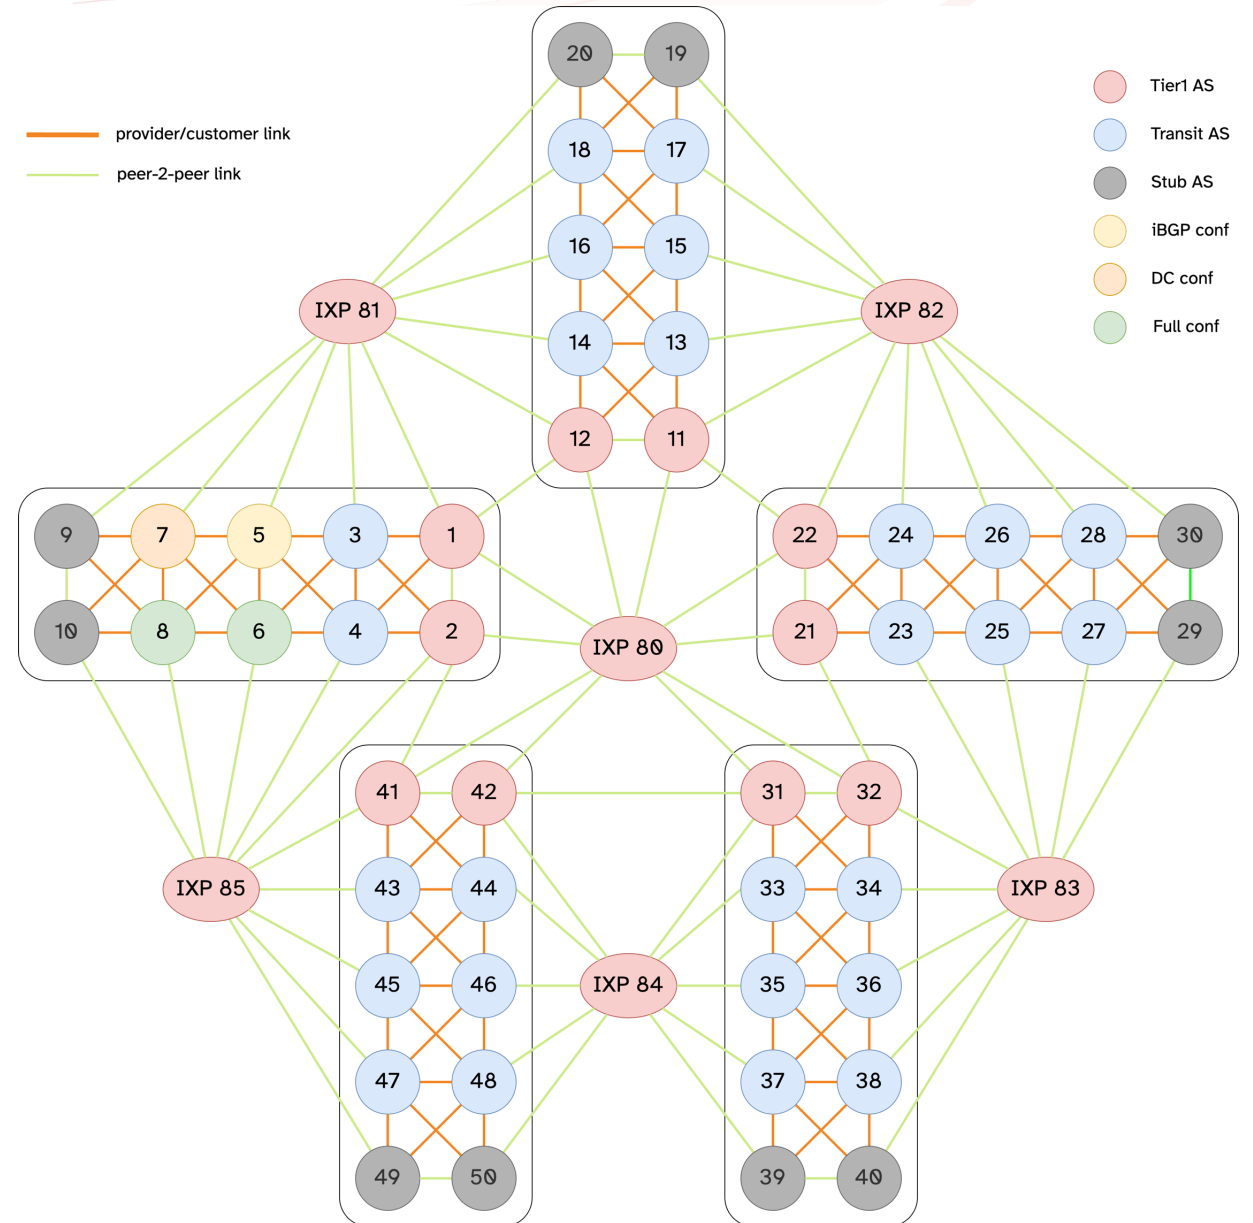 20 19
Tier1 AS
provider/customer link
Transit AS
18 17
peer-2-peer link
Stub AS
iBGP conf
16 15
DC conf
IXP 81
IXP 82
Full conf
14 13
12 11
9 7 5 3 1
22 24 26 28 30
10 8 6 4 2
IXP 80
21 23 25 27 29
41 42
31 32
IXP 85
43 44
33 34
IXP 83
45 46
IXP 84
35 36
47 48
37 38
49 50
39 40